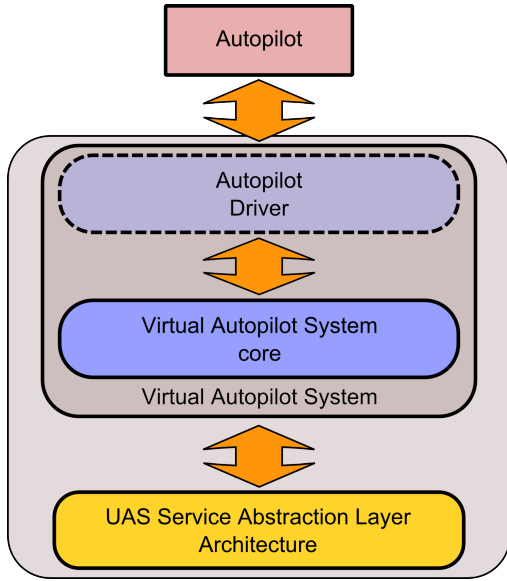 Autopilot
Autopilot
Driver
Virtual Autopilot System
core
Virtual Autopilot System
UAS Service Abstraction Layer
Architecture